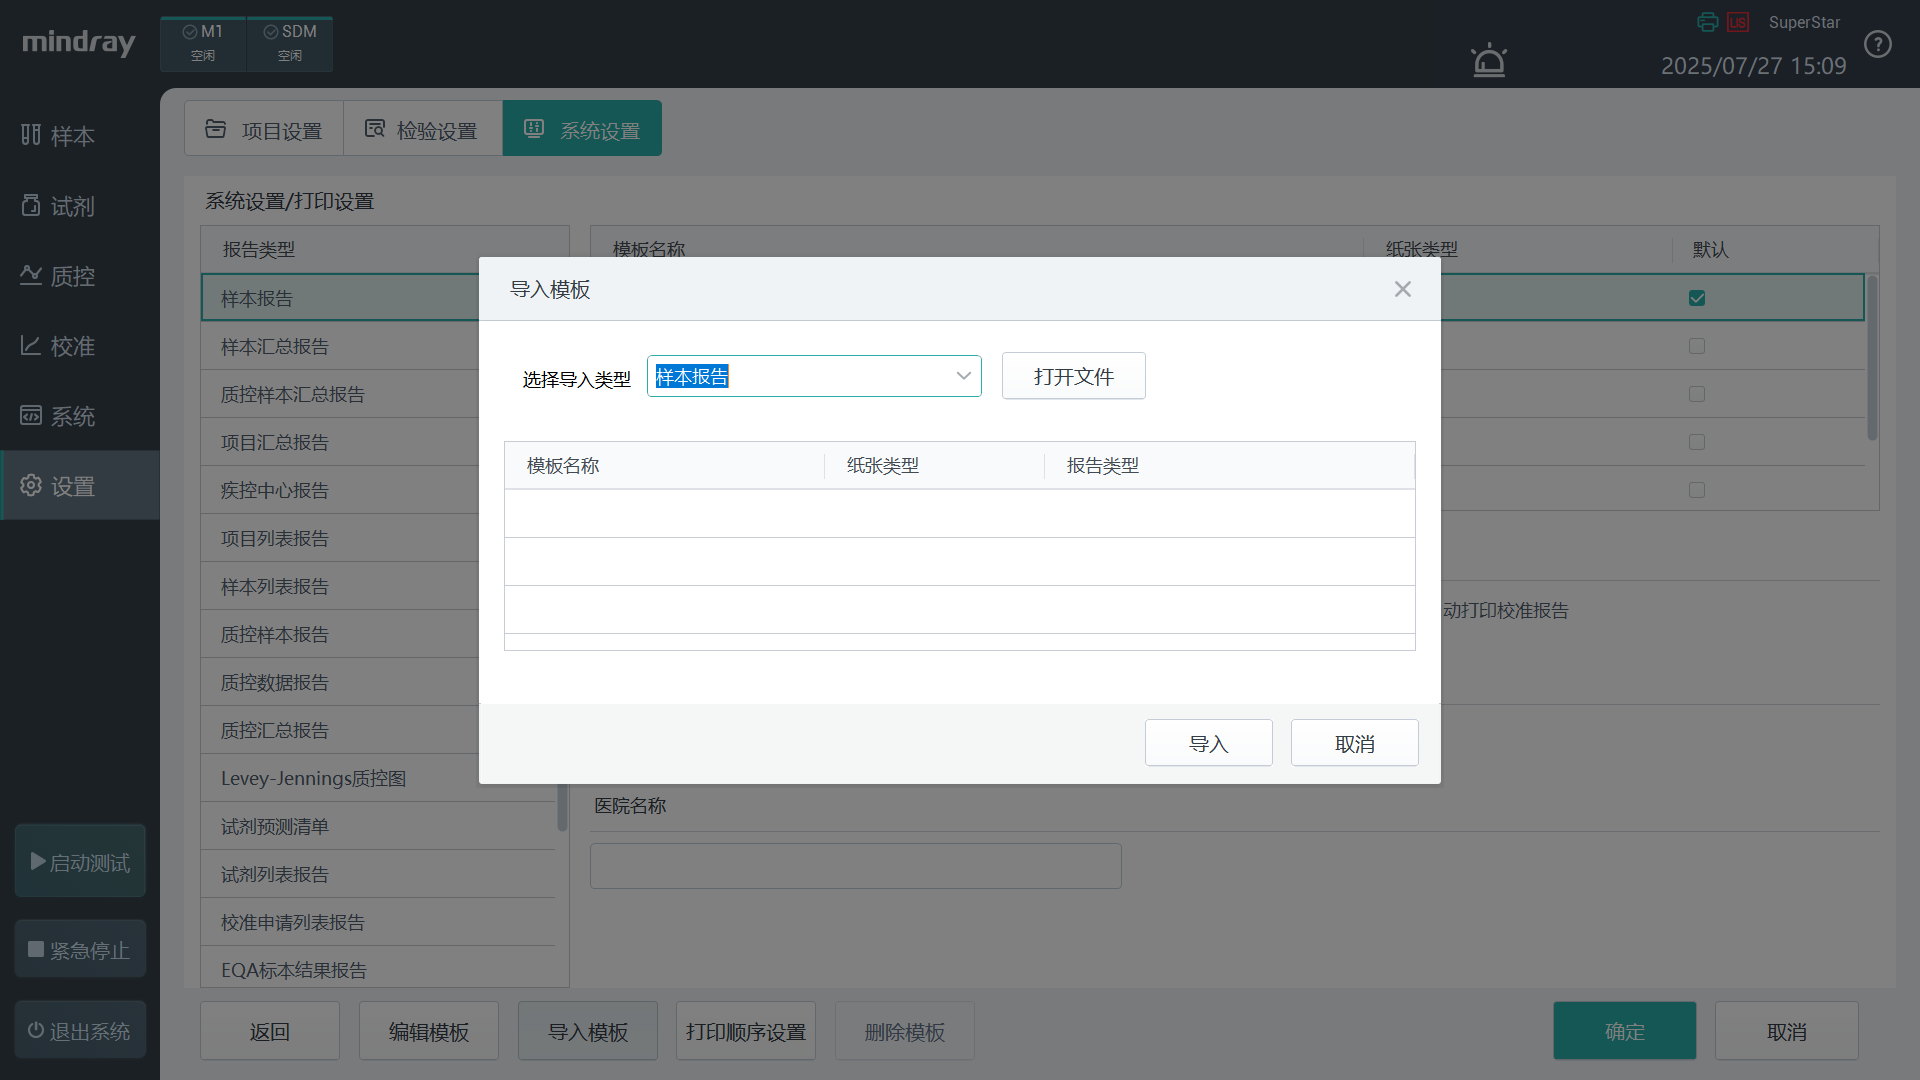 mindray
M1
空闲
SDM
空闲
LIS
SuperStar
2025/07/27 15:09
?
样本
试剂
质控
校准
系统
设置
启动测试
紧急停止
退出系统
项目设置
检验设置
系统设置
系统设置/打印设置
报告类型
样本报告
样本汇总报告
质控样本汇总报告
项目汇总报告
疾控中心报告
项目列表报告
样本列表报告
质控样本报告
质控数据报告
质控汇总报告
Levey-Jennings质控图
试剂预测清单
试剂列表报告
校准申请列表报告
EQA标本结果报告
模板名称
纸张类型
默认
导入模板
选择导入类型
样本报告
打开文件
模板名称
纸张类型
报告类型
导入
取消
动打印校准报告
医院名称
返回
编辑模板
导入模板
打印顺序设置
删除模板
确定
取消